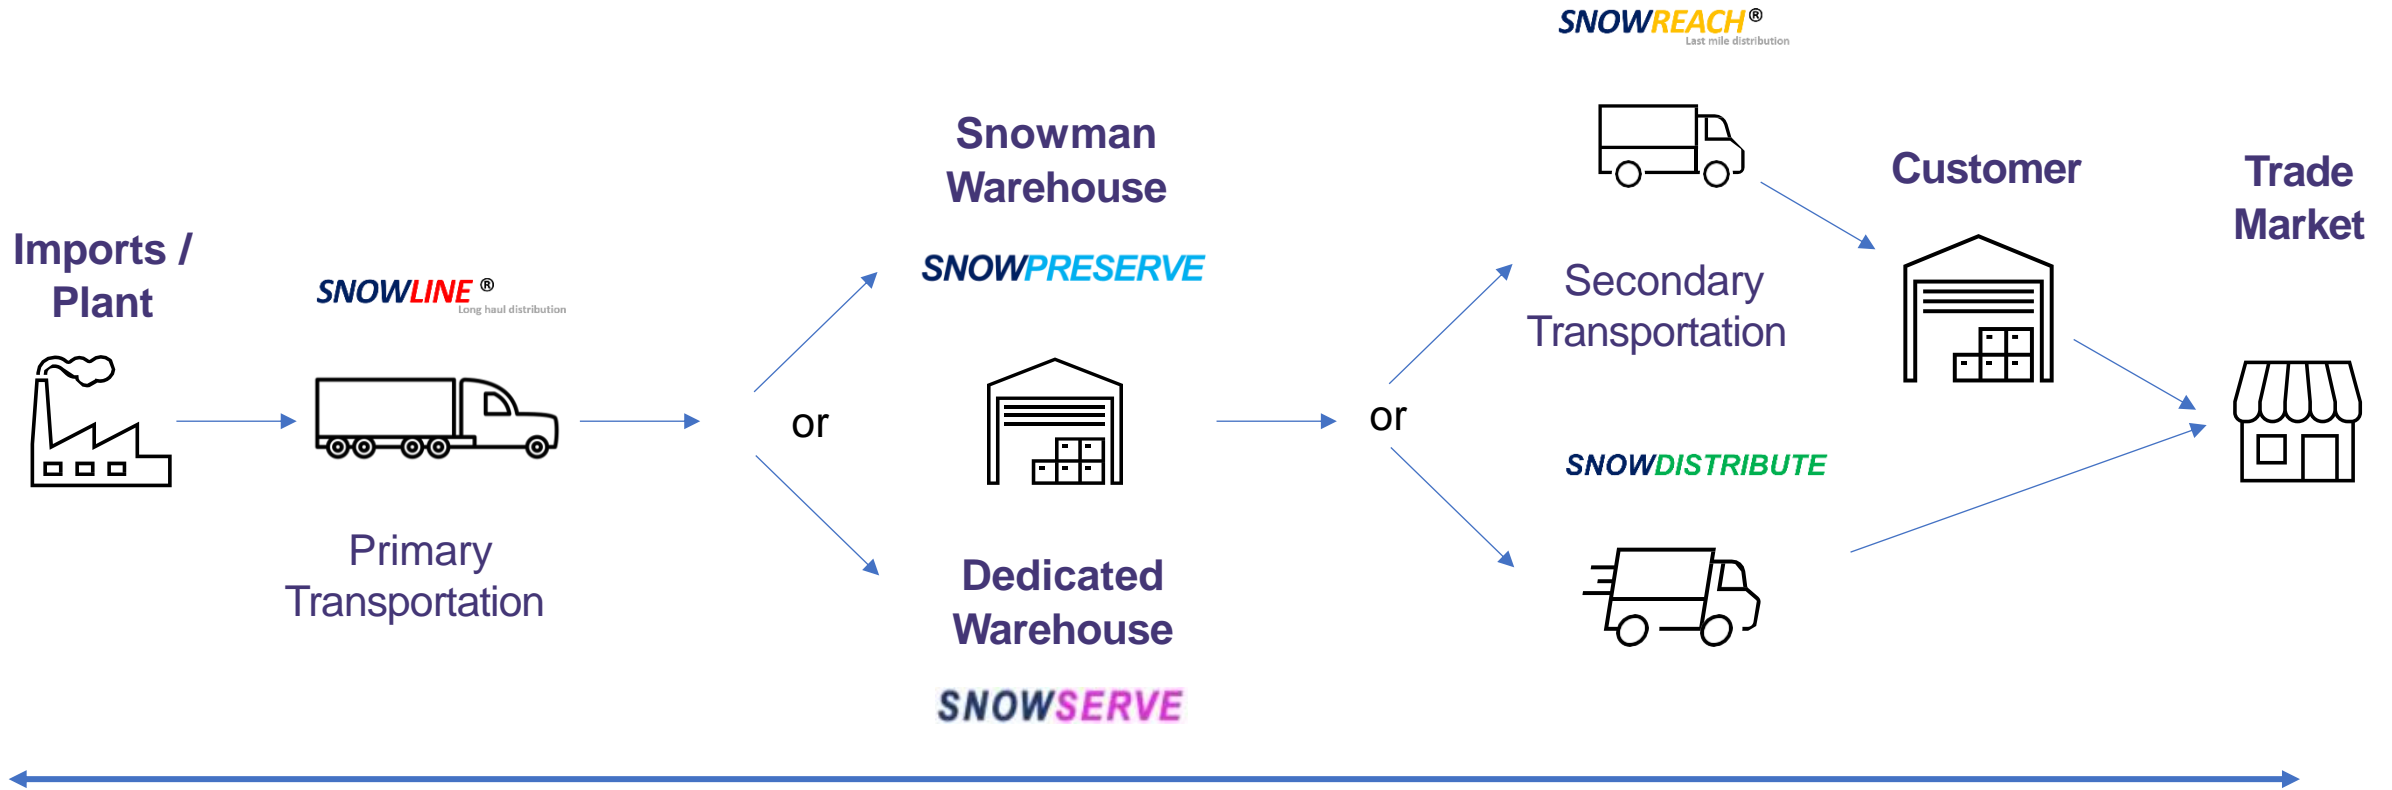 Imports /
Plant
SNOWLINE ®
Long haul distribution
Primary
Transportation
or
Snowman
Warehouse
SNOWPRESERVE
Dedicated
Warehouse
SNOWSERVE
or
SNOWREACH ®
Last mile distribution
Secondary
Transportation
SNOWDISTRIBUTE
Customer
Trade
Market